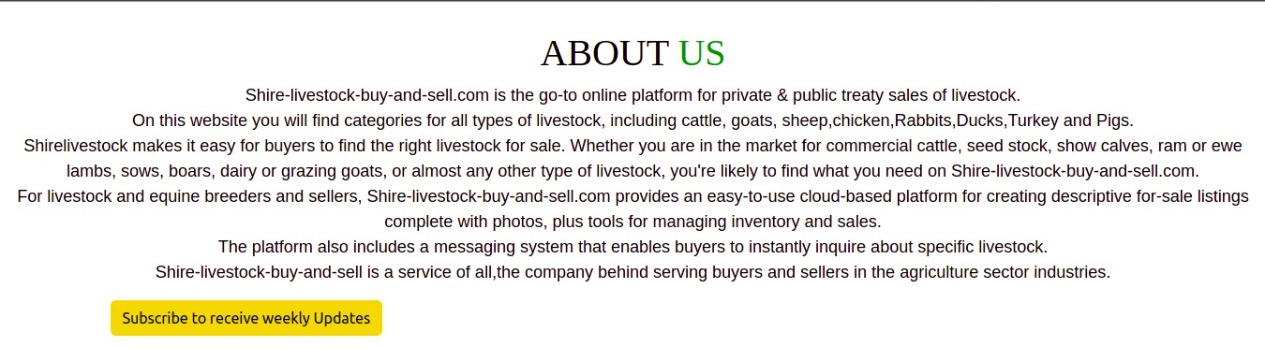 ABOUT US
Shire-livestock-buy-and-sell.com is the go-to online platform for private & public treaty sales of livestock.
On this website you will find categories for all types of livestock, including cattle, goats, sheep,chicken,Rabbits,Ducks,Turkey and Pigs.
Shirelivestock makes it easy for buyers to find the right livestock for sale. Whether you are in the market for commercial cattle, seed stock, show calves, ram or ewe
lambs, sows, boars, dairy or grazing goats, or almost any other type of livestock, you're likely to find what you need on Shire-livestock-buy-and-sell.com.
For livestock and equine breeders and sellers, Shire-livestock-buy-and-sell.com provides an easy-to-use cloud-based platform for creating descriptive for-sale listings
complete with photos, plus tools for managing inventory and sales.
The platform also includes a messaging system that enables buyers to instantly inquire about specific livestock.
Shire-livestock-buy-and-sell is a service of all,the company behind serving buyers and sellers in the agriculture sector industries.
Subscribe to receive weekly Updates